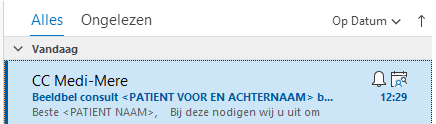 Alles Ongelezen Op Datum
Vandaag
CC Medi-Mere
Beeldbel consult <PATIENT VOOR EN ACHTERNAAM> b... 12:29
Beste <PATIENT NAAM>, Bij deze nodigen wij u uit om